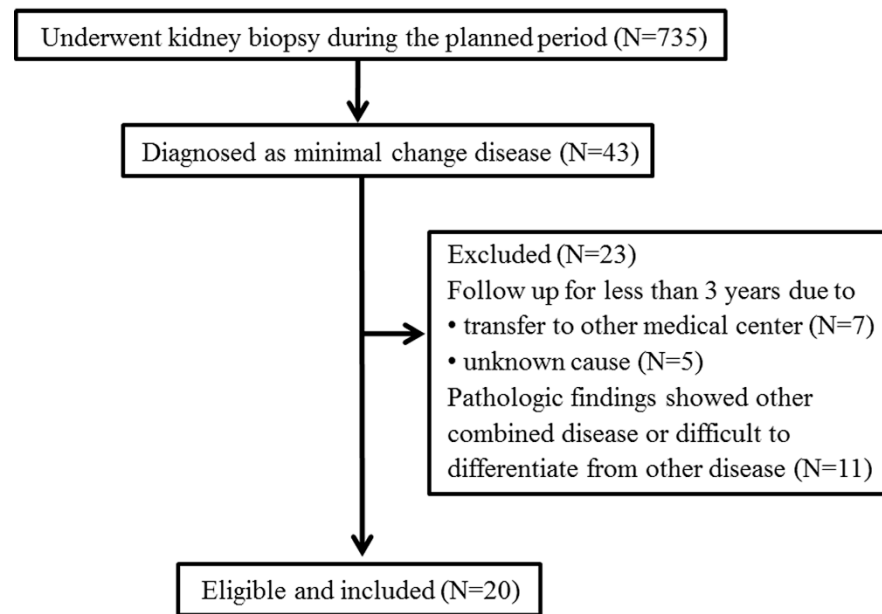 Underwent kidney biopsy during the planned period (N=735)
Diagnosed as minimal change disease (N=43)
Excluded (N=23)
Follow up for less than 3 years due to
• transfer to other medical center (N=7)
• unknown cause (N=5)
Pathologic findings showed other
combined disease or difficult to
differentiate from other disease (N=11)
Eligible and included (N=20)